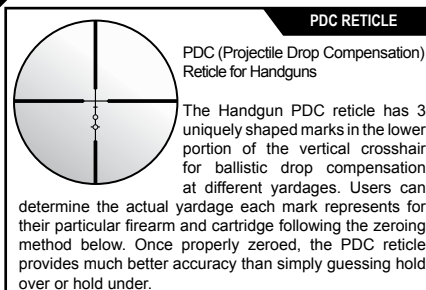 PDC RETICLE
PDC (Projectile Drop Compensation)
Reticle for Handguns
The Handgun PDC reticle has 3
uniquely shaped marks in the lower
portion of the vertical crosshair
for ballistic drop compensation
at different yardages. Users can
determine the actual yardage each mark represents for
their particular firearm and cartridge following the zeroing
method below. Once properly zeroed, the PDC reticle
provides much better accuracy than simply guessing hold
over or hold under.